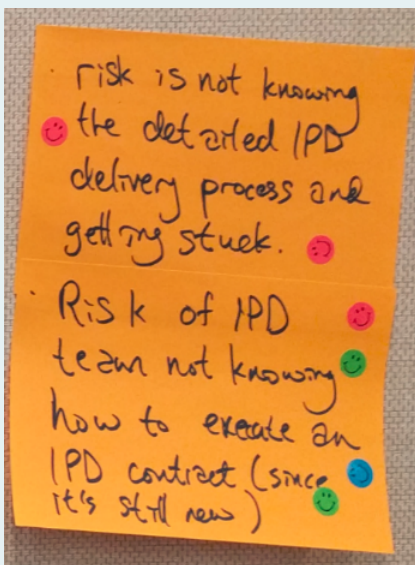 · risk is not knowing
the detailed IPD
delivery process and
getting stuck.
· Risk of IPD
team not knowing
how to execute an
IPD contract (since
it's still new)